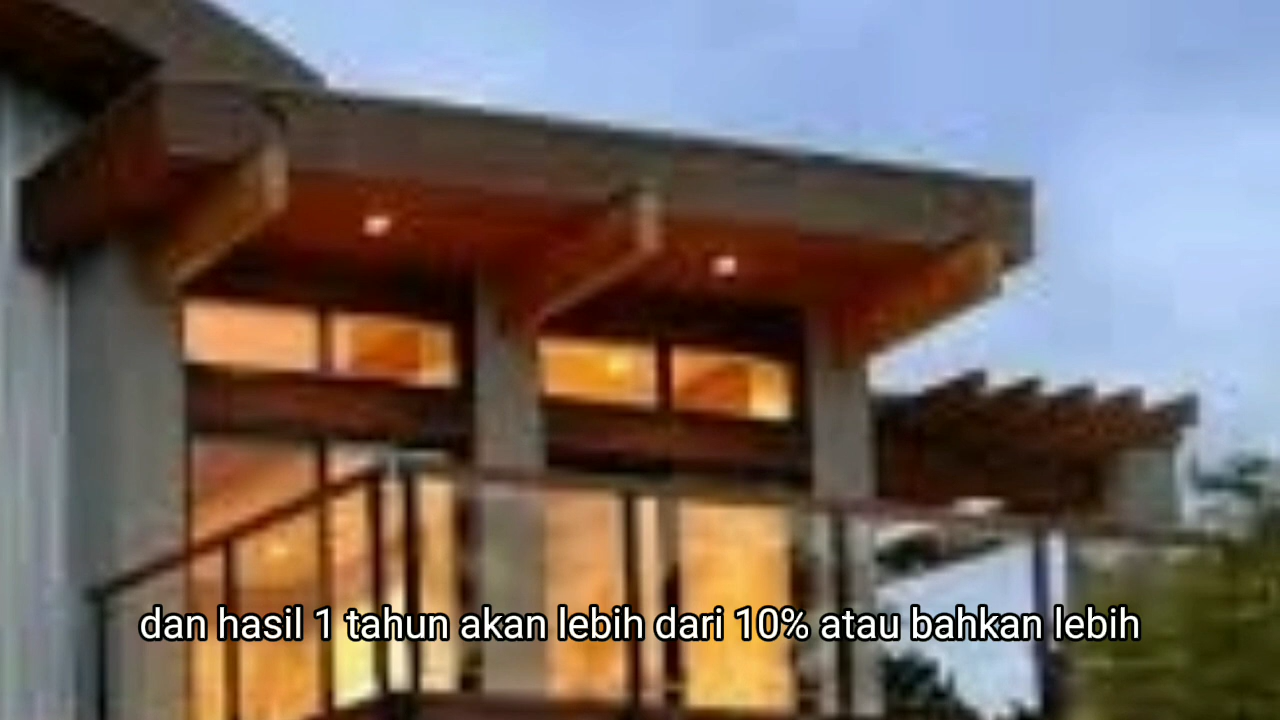 dan hasil 1 tahun akan lebih dari 10% atau bahkan lebih